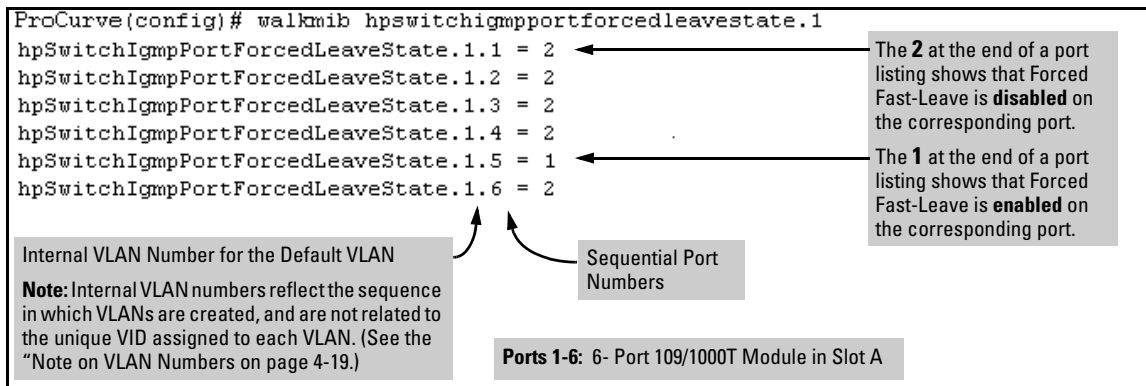 ProCurve(config)# walkmib hpswitchigmpportforcedleavestate.1
hpSwitchIgmpPortForcedLeaveState.1.1 = 2
hpSwitchIgmpPortForcedLeaveState.1.2 = 2
hpSwitchIgmpPortForcedLeaveState.1.3 = 2
hpSwitchIgmpPortForcedLeaveState.1.4 = 2
hpSwitchIgmpPortForcedLeaveState.1.5 = 1
hpSwitchIgmpPortForcedLeaveState.1.6 = 2
The 2 at the end of a port
listing shows that Forced
Fast-Leave is disabled on
the corresponding port.
The 1 at the end of a port
listing shows that Forced
Fast-Leave is enabled on
the corresponding port.
Internal VLAN Number for the Default VLAN
Note: Internal VLAN numbers reflect the sequence
in which VLANs are created, and are not related to
the unique VID assigned to each VLAN. (See the
“Note on VLAN Numbers on page 4-19.)
Sequential Port
Numbers
Ports 1-6: 6- Port 109/1000T Module in Slot A